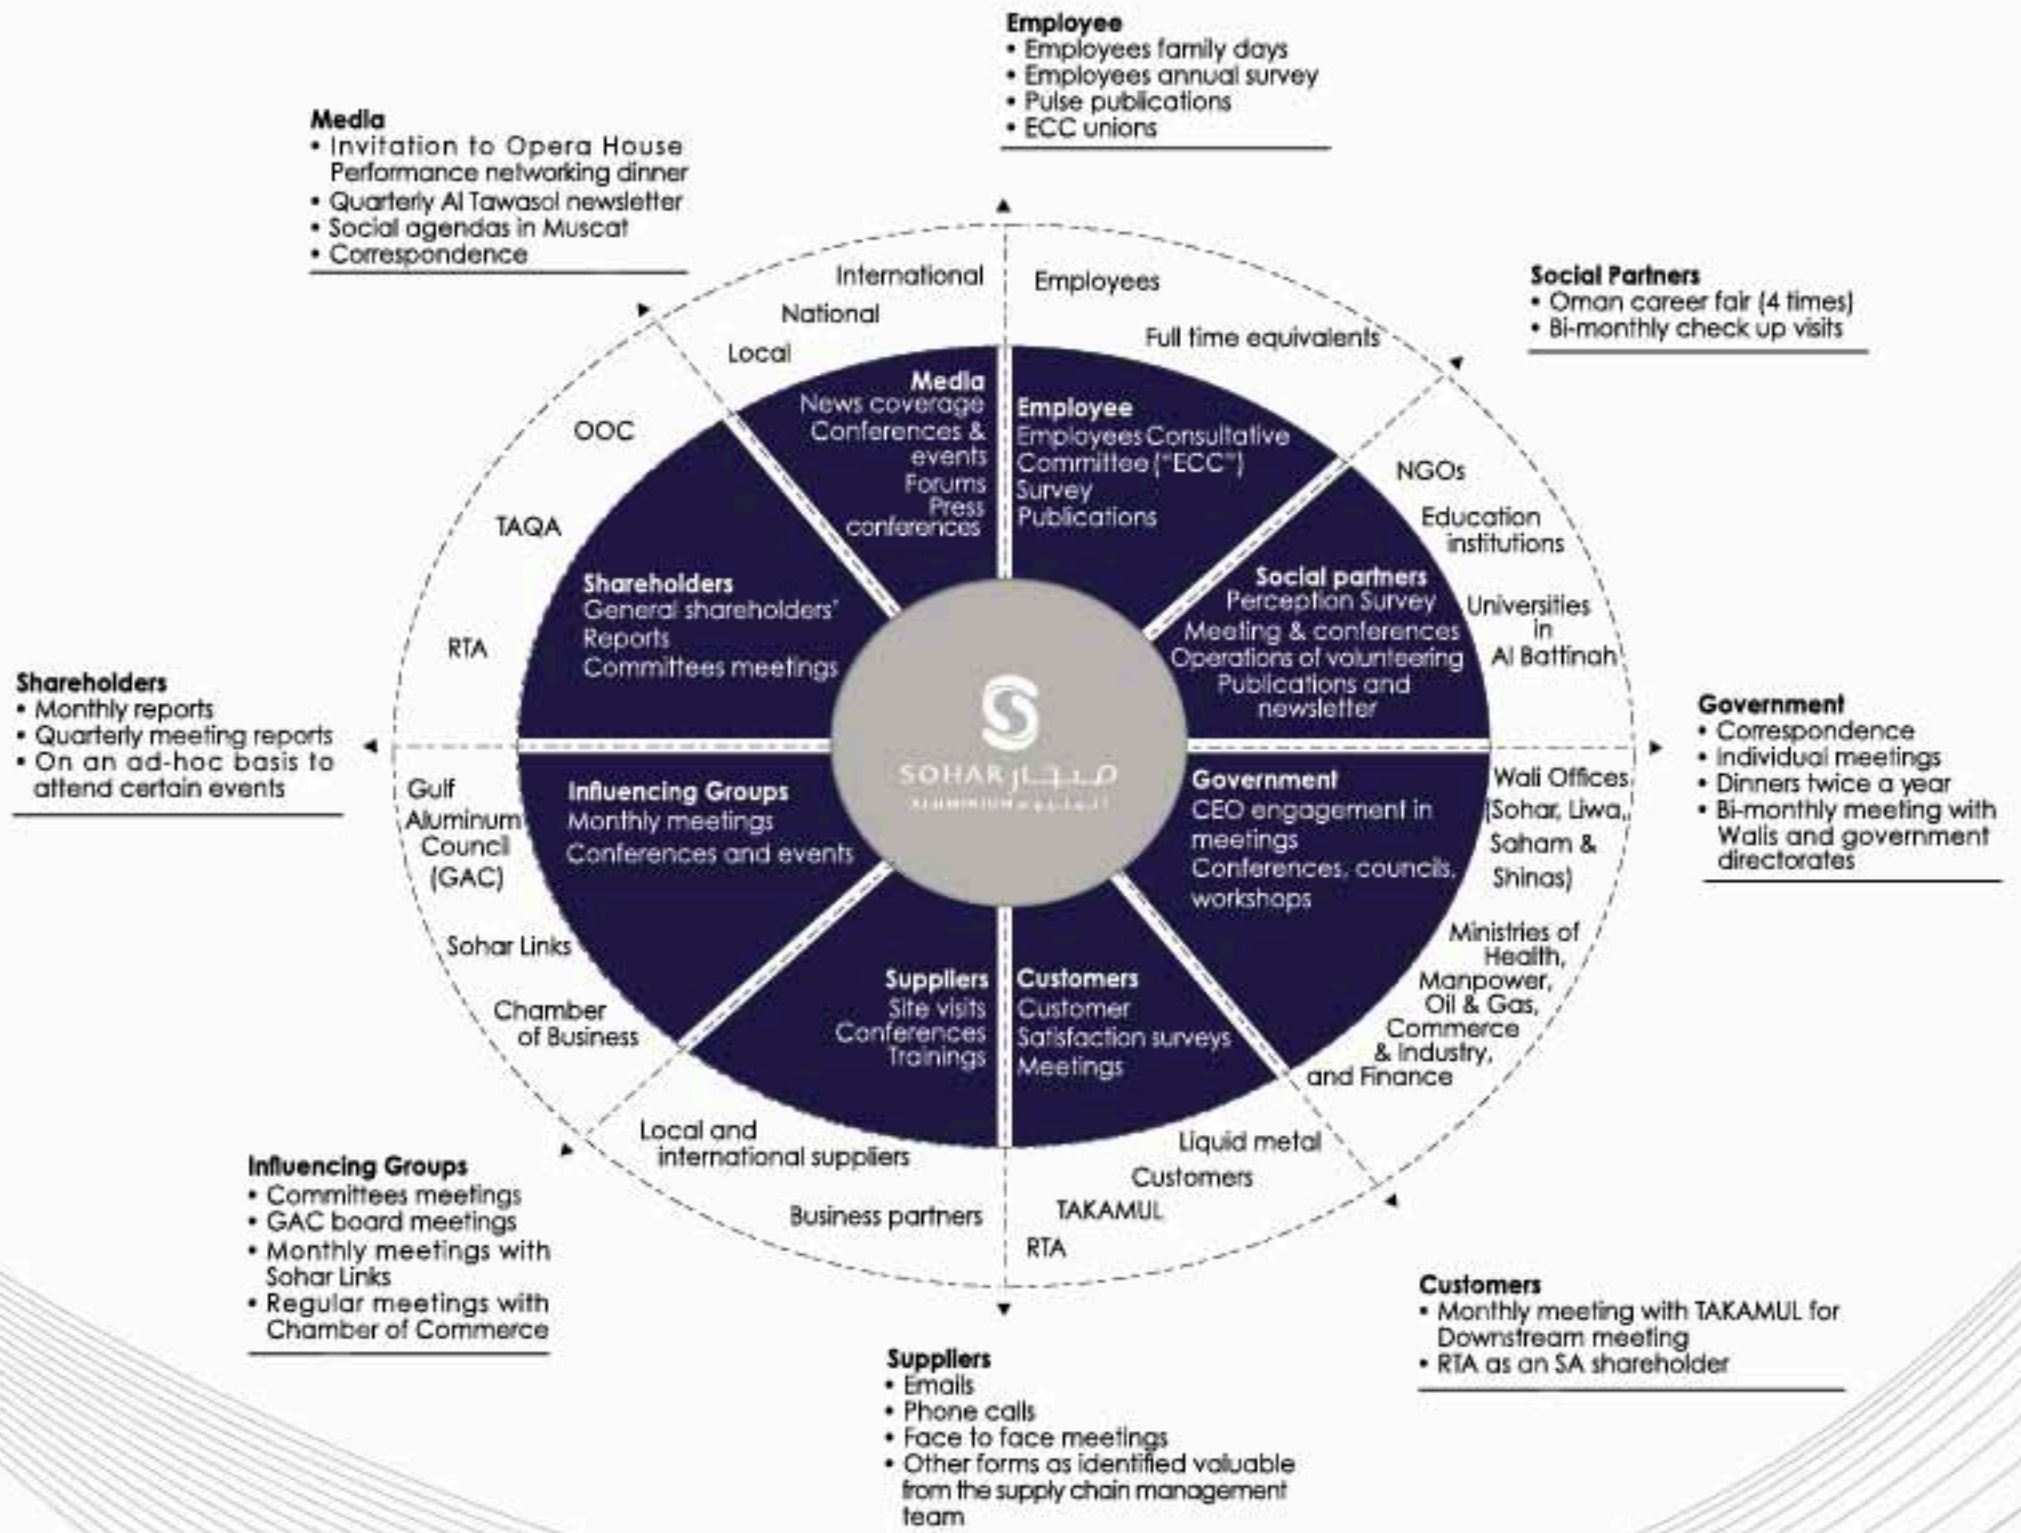 Employee
• Employees family days
• Employees annual survey
• Pulse publications
• ECC unions
Media
• Invitation to Opera House
Performance networking dinner
• Quarterly Al Tawasol newsletter
• Social agendas in Muscat
• Correspondence
Social Partners
• Oman career fair (4 times)
• Bi-monthly check up visits
International
National
Local
Employees
Full time equivalents
OOC
TAQA
RTA
NGOs
Education
institutions
Universities
in
Al Battinah
Media
News coverage
Conferences &
events
Forums
Press
conferences
Employee
Employees Consultative
Committee ("ECC")
Survey
Publications
Shareholders
General shareholders'
Reports
Committees meetings
Social partners
Perception Survey
Meeting & conferences
Operations of volunteering
Publications and
newsletter
Shareholders
• Monthly reports
• Quarterly meeting reports
• On an ad-hoc basis to
attend certain events
SOHAR صحار
ALUMINIUM ألمنيوم
Government
• Correspondence
• Individual meetings
• Dinners twice a year
• Bi-monthly meeting with
Walis and government
directorates
Gulf
Aluminum
Council
(GAC)
Sohar Links
Chamber
of Business
Influencing Groups
Monthly meetings
Conferences and events
Government
CEO engagement in
meetings
Conferences, councils,
workshops
Wali Offices
(Sohar, Liwa,
Saham &
Shinas)
Ministries of
Health,
Manpower,
Oil & Gas,
Commerce
& Industry,
and Finance
Suppliers
Site visits
Conferences
Trainings
Customers
Customer
Satisfaction surveys
Meetings
Local and
international suppliers
Business partners
Liquid metal
Customers
TAKAMUL
RTA
Influencing Groups
• Committees meetings
• GAC board meetings
• Monthly meetings with
Sohar Links
• Regular meetings with
Chamber of Commerce
Customers
• Monthly meeting with TAKAMUL for
Downstream meeting
• RTA as an SA shareholder
Suppliers
• Emails
• Phone calls
• Face to face meetings
• Other forms as identified valuable
from the supply chain management
team